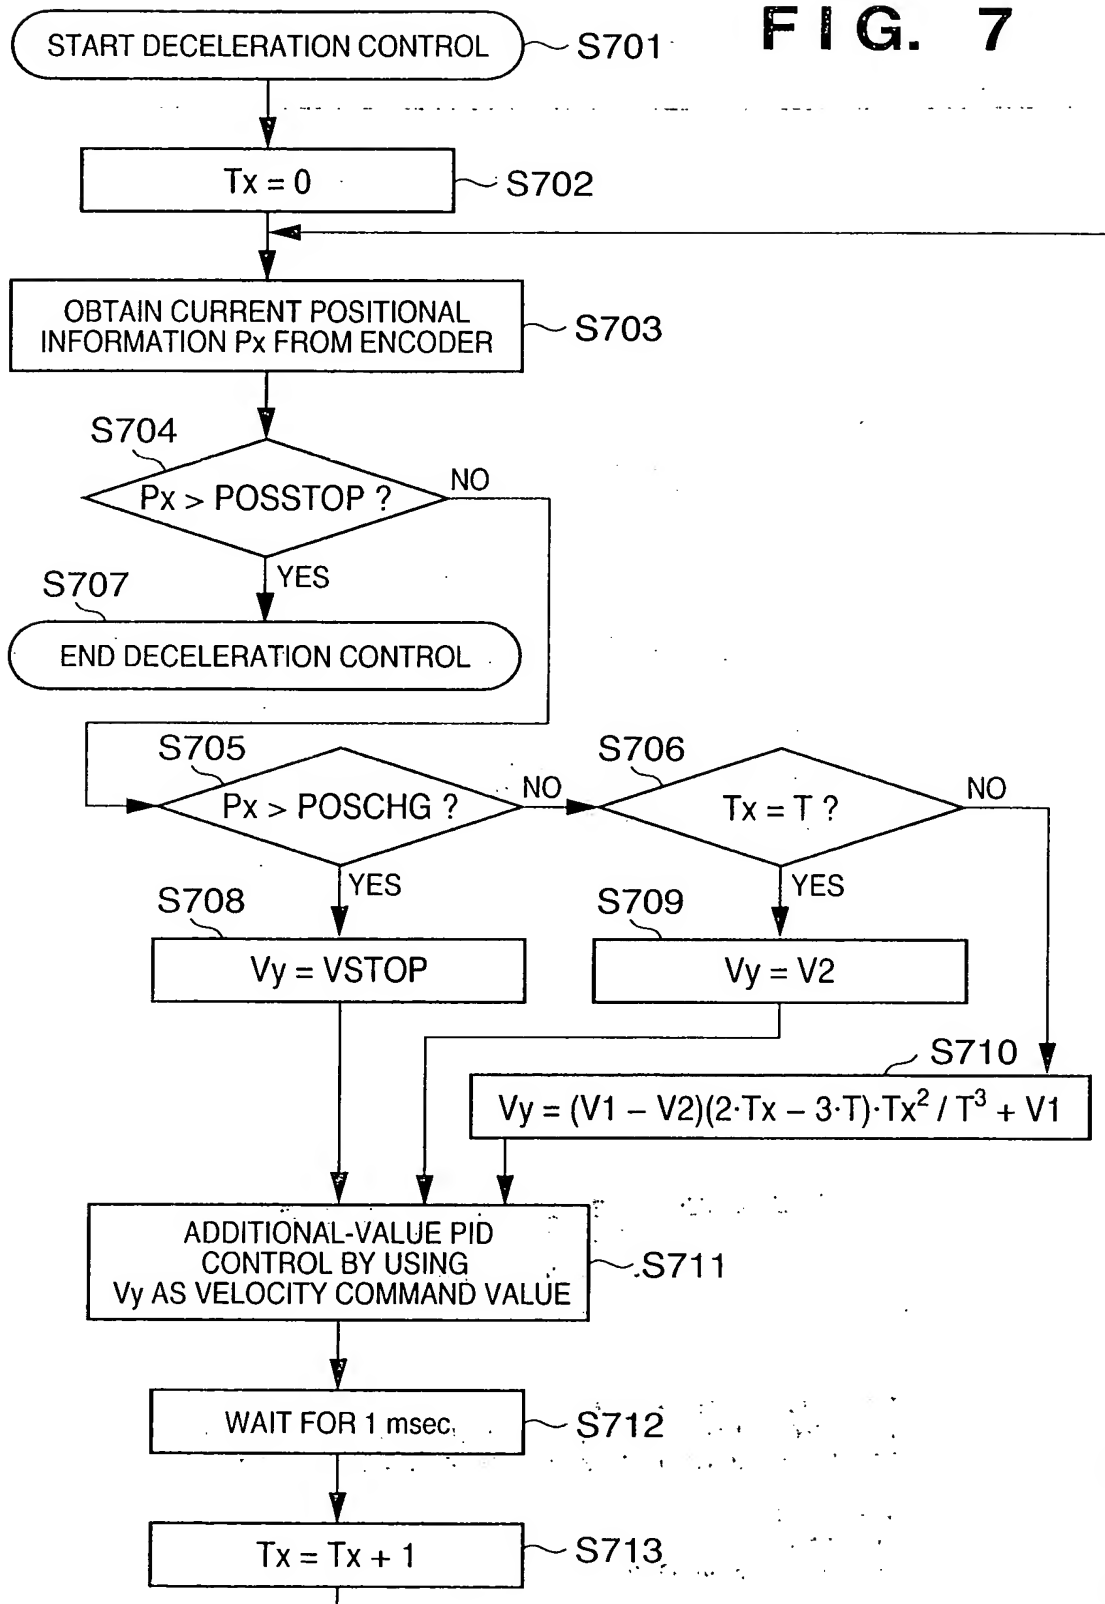 FIG. 7
START DECELERATION CONTROL
S701
Tx = 0
S702
OBTAIN CURRENT POSITIONAL
INFORMATION Px FROM ENCODER
S703
S704
Px > POSSTOP ?
NO
YES
S707
END DECELERATION CONTROL
S705
Px > POSCHG ?
NO
YES
S706
Tx = T ?
NO
YES
S708
Vy = VSTOP
S709
Vy = V2
S710
Vy = (V1 – V2)(2·Tx – 3·T)·Tx² / T³ + V1
ADDITIONAL-VALUE PID
CONTROL BY USING
Vy AS VELOCITY COMMAND VALUE
S711
WAIT FOR 1 msec
S712
Tx = Tx + 1
S713